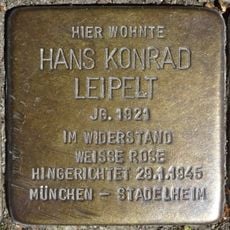 HIER WOHNTE
HANS KONRAD
LEIPELT
JG. 1921
IM WIDERSTAND
WEISSE ROSE
HINGERICHTET 29.1.1945
MÜNCHEN – STADELHEIM